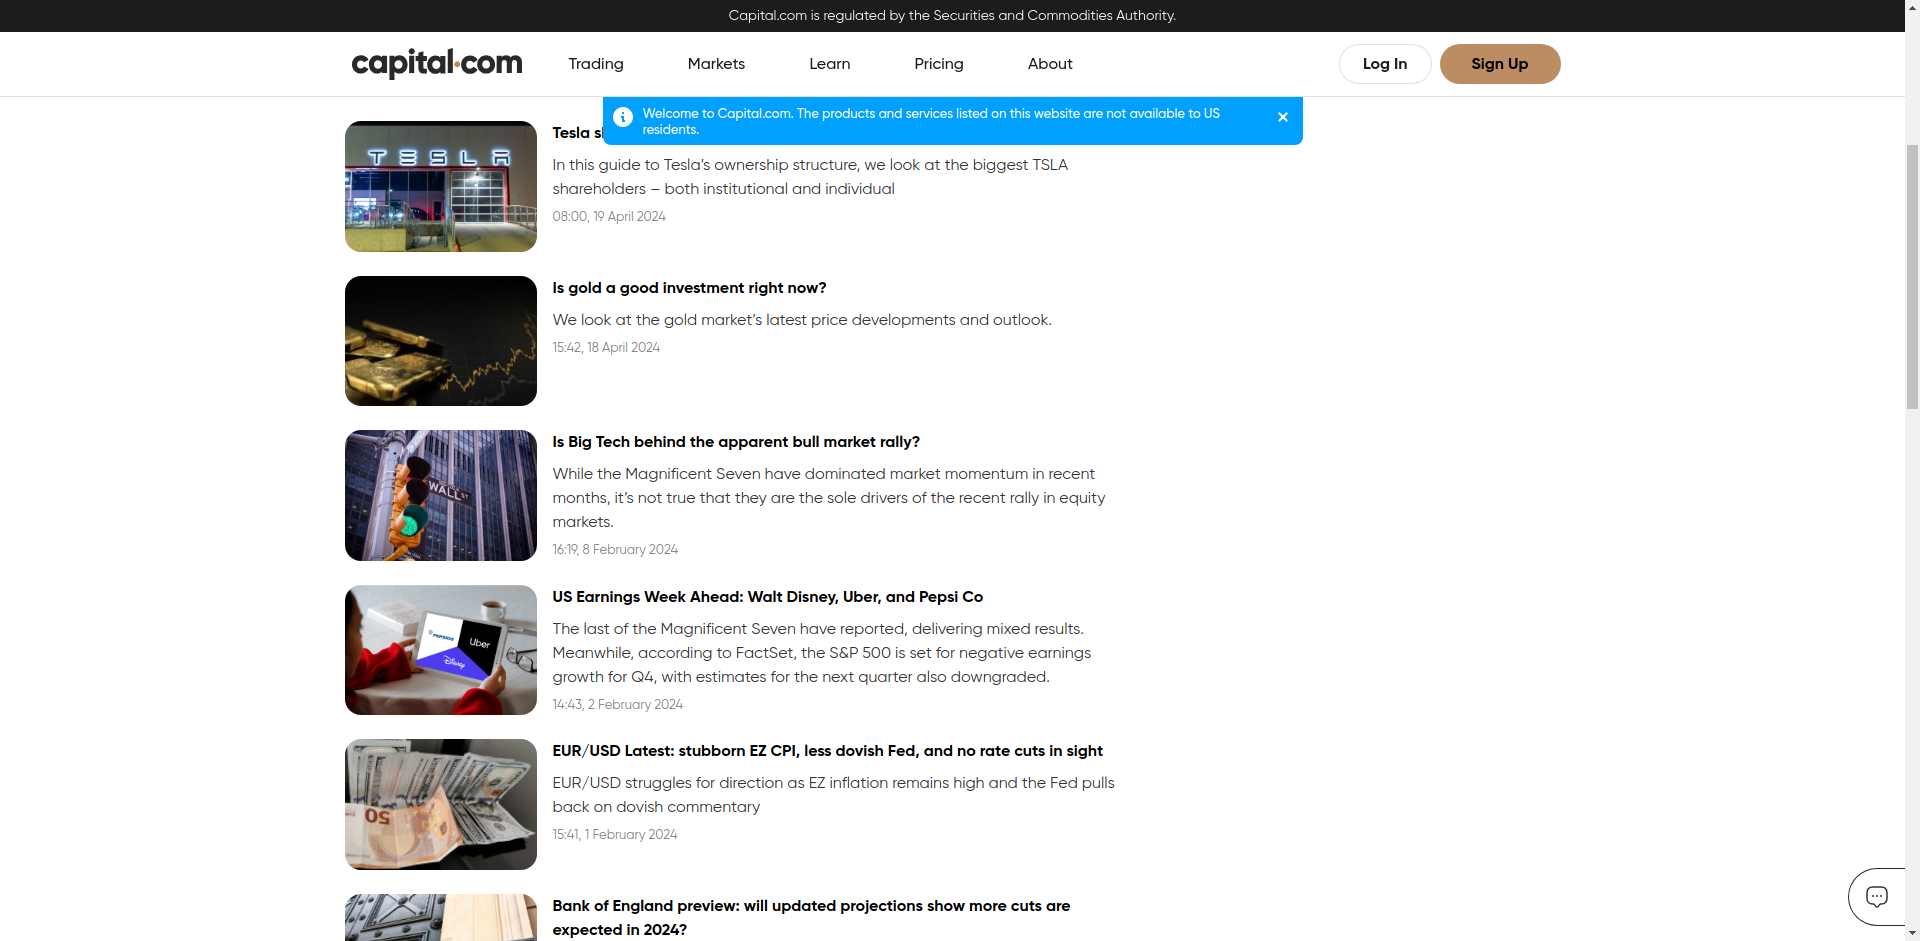 Capital.com is regulated by the Securities and Commodities Authority.
capital.com
Trading
Markets
Learn
Pricing
About
Log In
Sign Up
Welcome to Capital.com. The products and services listed on this website are not available to US
residents.
TESLA
Tesla
In this guide to Tesla’s ownership structure, we look at the biggest TSLA
shareholders – both institutional and individual
08:00, 19 April 2024
Is gold a good investment right now?
We look at the gold market’s latest price developments and outlook.
15:42, 18 April 2024
WALL ST
Is Big Tech behind the apparent bull market rally?
While the Magnificent Seven have dominated market momentum in recent
months, it’s not true that they are the sole drivers of the recent rally in equity
markets.
16:19, 8 February 2024
PEPSICO
Uber
Disney
US Earnings Week Ahead: Walt Disney, Uber, and Pepsi Co
The last of the Magnificent Seven have reported, delivering mixed results.
Meanwhile, according to FactSet, the S&P 500 is set for negative earnings
growth for Q4, with estimates for the next quarter also downgraded.
14:43, 2 February 2024
50
EUR/USD Latest: stubborn EZ CPI, less dovish Fed, and no rate cuts in sight
EUR/USD struggles for direction as EZ inflation remains high and the Fed pulls
back on dovish commentary
15:41, 1 February 2024
Bank of England preview: will updated projections show more cuts are
expected in 2024?